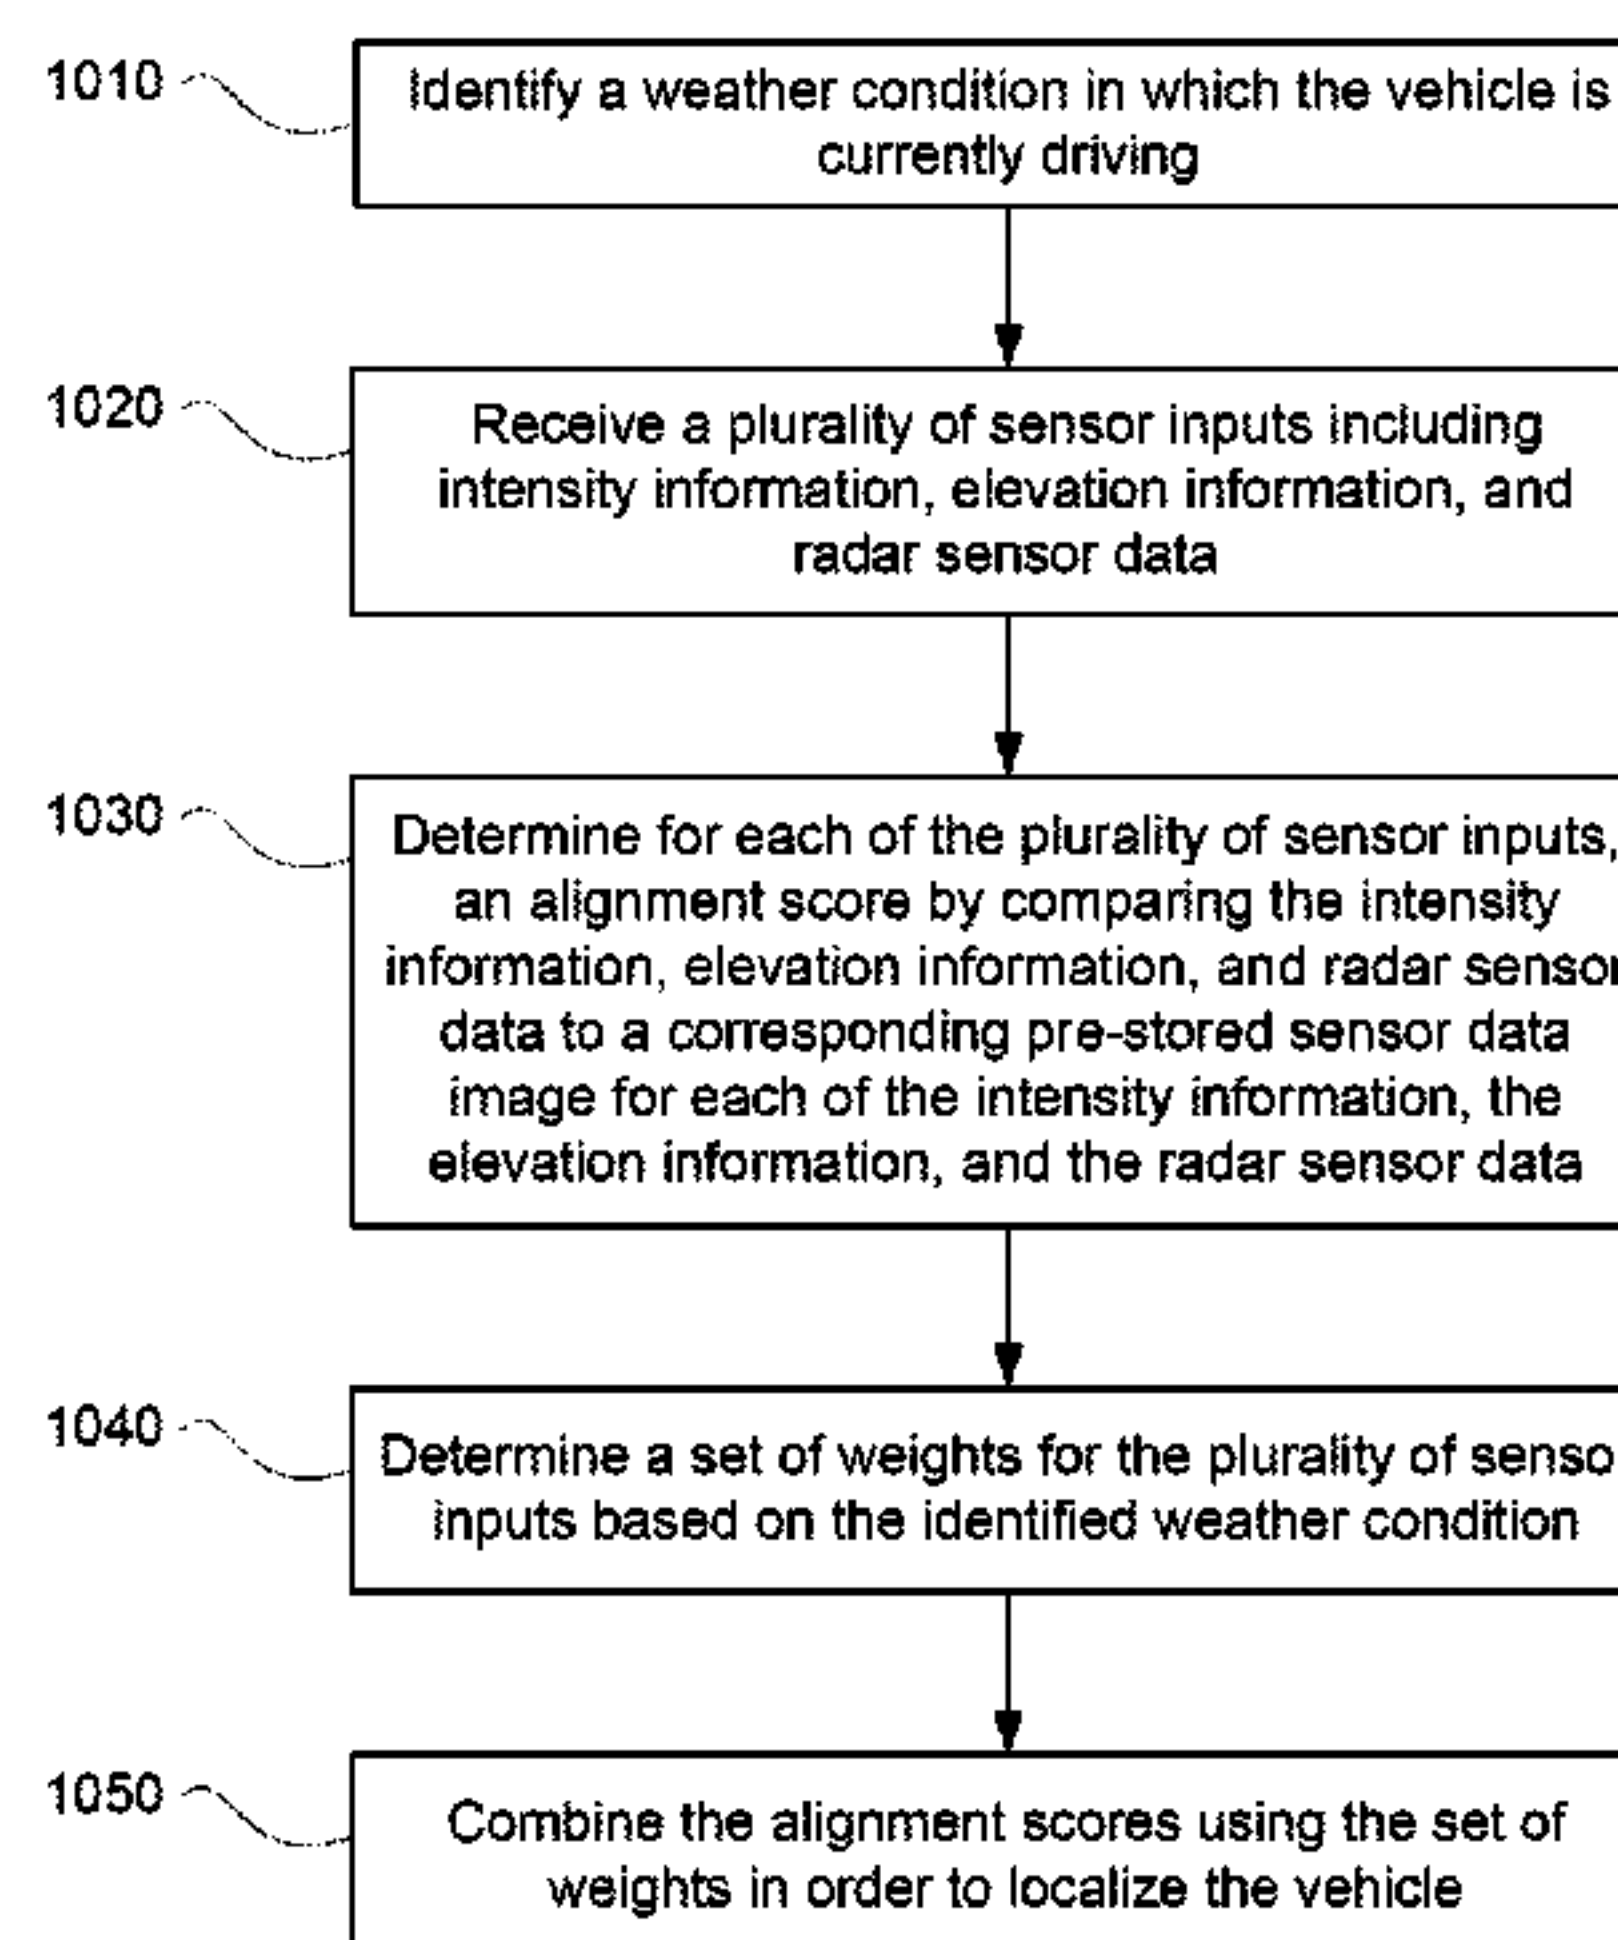 1010
Identify a weather condition in which the vehicle is
currently driving
1020
Receive a plurality of sensor inputs including
intensity information, elevation information, and
radar sensor data
1030
Determine for each of the plurality of sensor inputs,
an alignment score by comparing the intensity
information, elevation information, and radar sensor
data to a corresponding pre-stored sensor data
image for each of the intensity information, the
elevation information, and the radar sensor data
1040
Determine a set of weights for the plurality of senso
inputs based on the identified weather condition
1050
Combine the alignment scores using the set of
weights in order to localize the vehicle